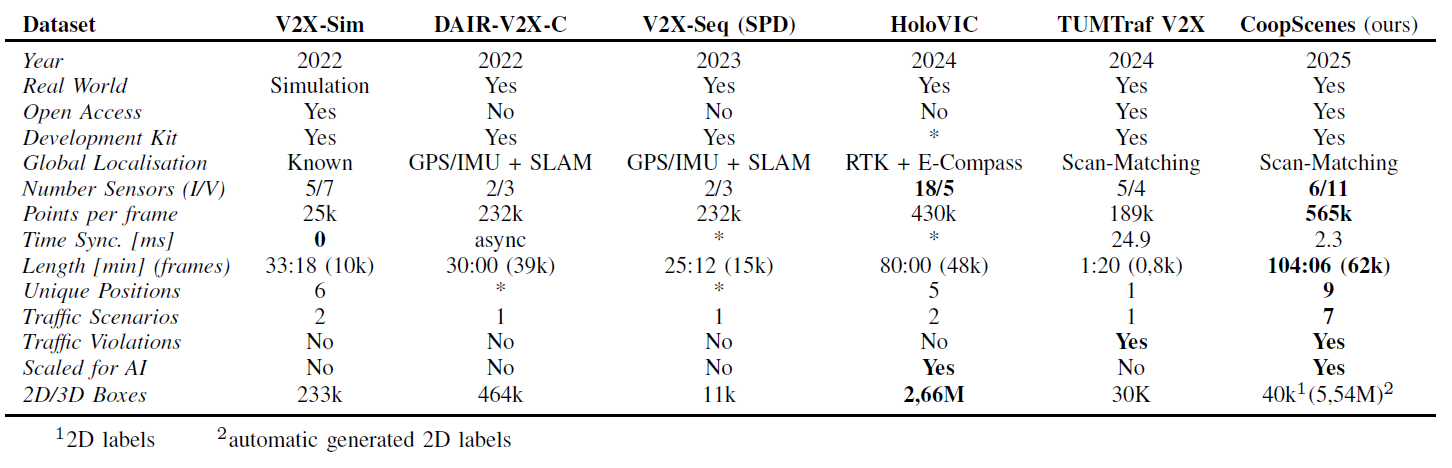 Dataset V2X-Sim DAIR-V2X-C V2X-Seq (SPD) HoloVIC TUMTraf V2X CoopScenes (ours)
Year 2022 2022 2023 2024 2024 2025
Real World Simulation Yes Yes Yes Yes Yes
Open Access Yes No No No Yes Yes
Development Kit Yes Yes Yes * Yes Yes
Global Localisation Known GPS/IMU + SLAM GPS/IMU + SLAM RTK + E-Compass Scan-Matching Scan-Matching
Number Sensors (I/V) 5/7 2/3 2/3 18/5 5/4 6/11
Points per frame 25k 232k 232k 430k 189k 565k
Time Sync. [ms] 0 async * * 24.9 2.3
Length [min] (frames) 33:18 (10k) 30:00 (39k) 25:12 (15k) 80:00 (48k) 1:20 (0,8k) 104:06 (62k)
Unique Positions 6 * * 5 1 9
Traffic Scenarios 2 1 1 2 1 7
Traffic Violations No No No No Yes Yes
Scaled for AI No No No Yes No Yes
2D/3D Boxes 233k 464k 11k 2,66M 30K 40k¹(5,54M)²
¹2D labels ²automatic generated 2D labels